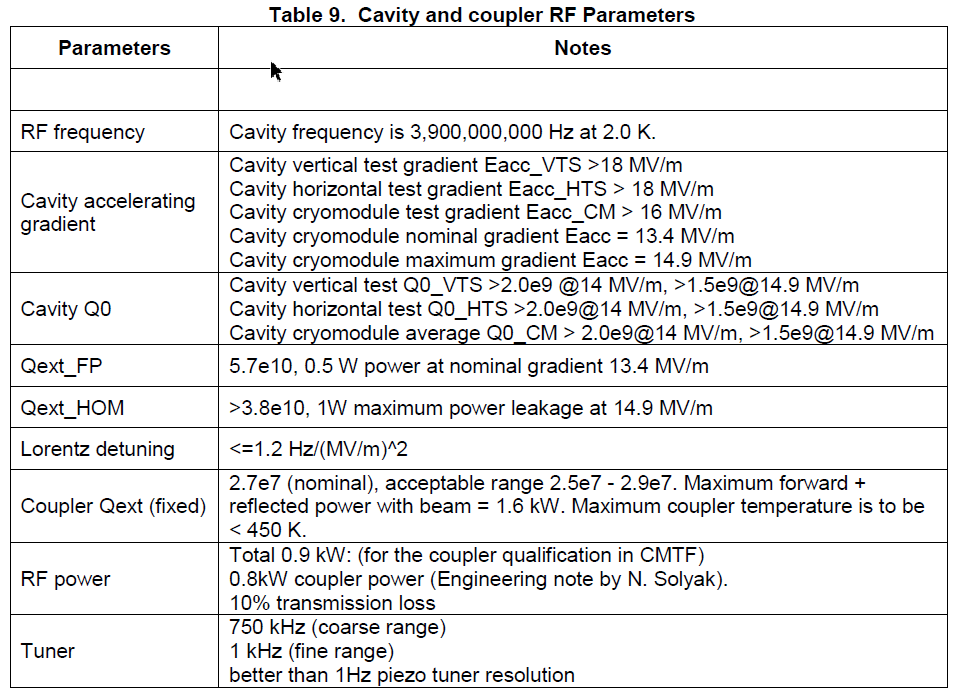 Table 9. Cavity and coupler RF Parameters
Parameters
Notes
RF frequency
Cavity frequency is 3,900,000,000 Hz at 2.0 K.
Cavity accelerating
gradient
Cavity vertical test gradient Eacc_VTS >18 MV/m
Cavity horizontal test gradient Eacc_HTS > 18 MV/m
Cavity cryomodule test gradient Eacc_CM > 16 MV/m
Cavity cryomodule nominal gradient Eacc = 13.4 MV/m
Cavity cryomodule maximum gradient Eacc = 14.9 MV/m
Cavity Q0
Cavity vertical test Q0_VTS >2.0e9 @14 MV/m, >1.5e9@14.9 MV/m
Cavity horizontal test Q0_HTS >2.0e9@14 MV/m, >1.5e9@14.9 MV/m
Cavity cryomodule average Q0_CM > 2.0e9@14 MV/m, >1.5e9@14.9 MV/m
Qext_FP
5.7e10, 0.5 W power at nominal gradient 13.4 MV/m
Qext_HOM
>3.8e10, 1W maximum power leakage at 14.9 MV/m
Lorentz detuning
<=1.2 Hz/(MV/m)^2
Coupler Qext (fixed)
2.7e7 (nominal), acceptable range 2.5e7 - 2.9e7. Maximum forward +
reflected power with beam = 1.6 kW. Maximum coupler temperature is to be
< 450 K.
RF power
Total 0.9 kW: (for the coupler qualification in CMTF)
0.8kW coupler power (Engineering note by N. Solyak).
10% transmission loss
Tuner
750 kHz (coarse range)
1 kHz (fine range)
better than 1Hz piezo tuner resolution